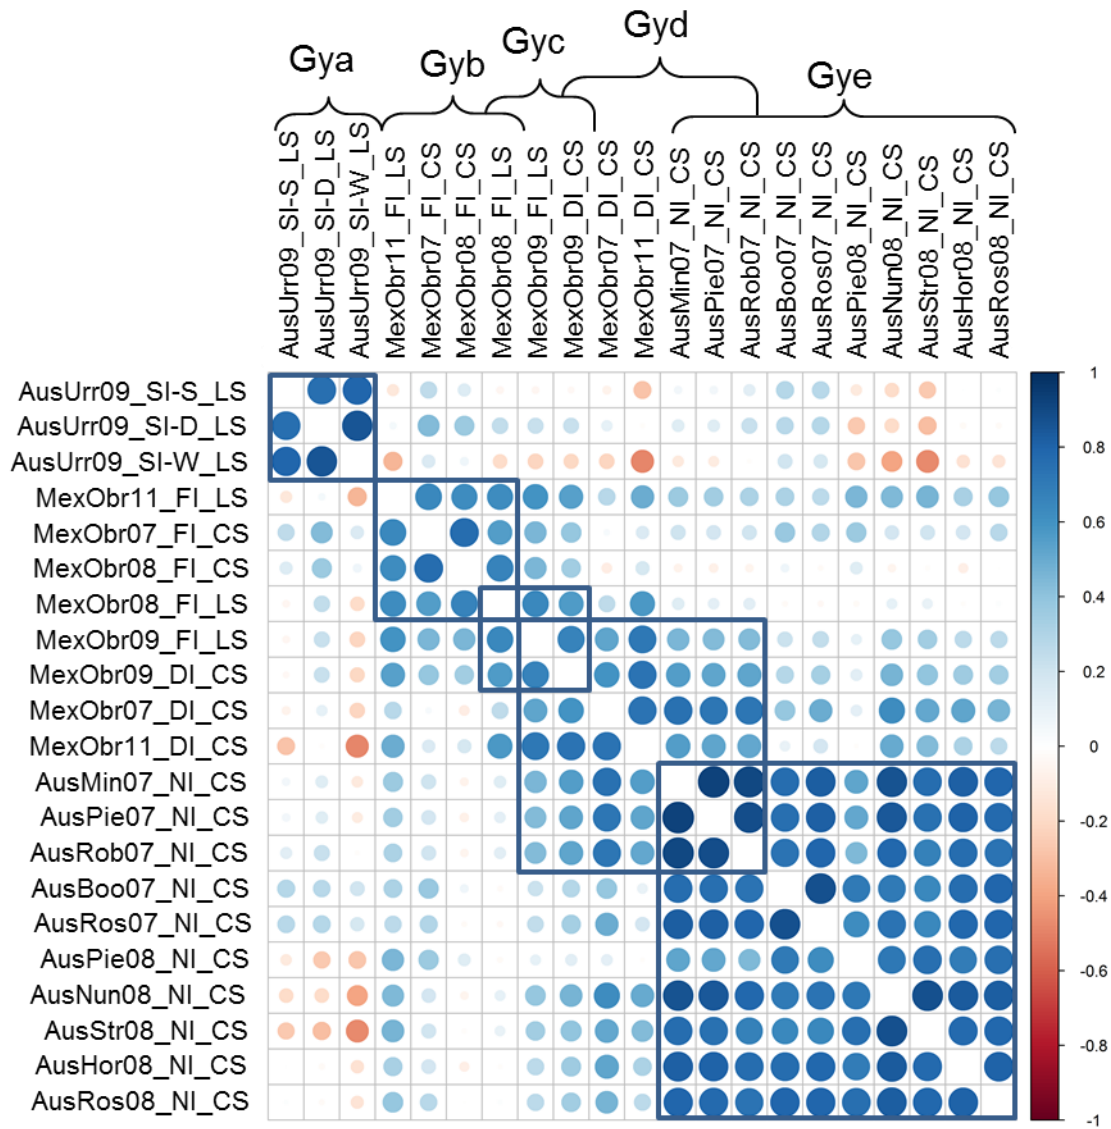 Gya
Gyb
Gyc
Gyd
Gye
AusUrr09_SI-S_LS
AusUrr09_SI-D_LS
AusUrr09_SI-W_LS
MexObr11_FI_LS
MexObr07_FI_CS
MexObr08_FI_CS
MexObr08_FI_LS
MexObr09_FI_LS
MexObr09_DI_CS
MexObr07_DI_CS
MexObr11_DI_CS
AusMin07_NI_CS
AusPie07_NI_CS
AusRob07_NI_CS
AusBoo07_NI_CS
AusRos07_NI_CS
AusPie08_NI_CS
AusNun08_NI_CS
AusStr08_NI_CS
AusHor08_NI_CS
AusRos08_NI_CS
AusUrr09_SI-S_LS
AusUrr09_SI-D_LS
AusUrr09_SI-W_LS
MexObr11_FI_LS
MexObr07_FI_CS
MexObr08_FI_CS
MexObr08_FI_LS
MexObr09_FI_LS
MexObr09_DI_CS
MexObr07_DI_CS
MexObr11_DI_CS
AusMin07_NI_CS
AusPie07_NI_CS
AusRob07_NI_CS
AusBoo07_NI_CS
AusRos07_NI_CS
AusPie08_NI_CS
AusNun08_NI_CS
AusStr08_NI_CS
AusHor08_NI_CS
AusRos08_NI_CS
1
0.8
0.6
0.4
0.2
0
-0.2
-0.4
-0.6
-0.8
-1